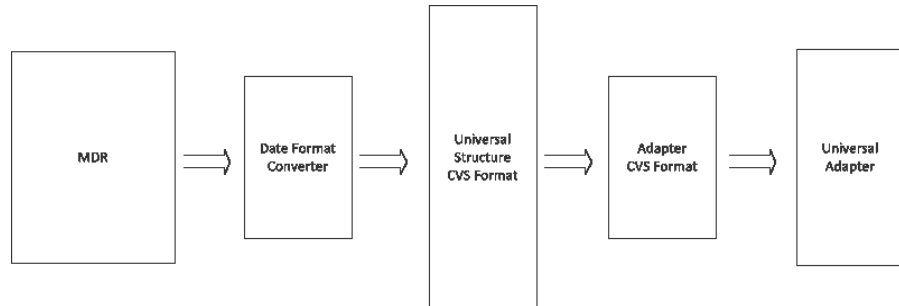 MDR
Date Format
Converter
Universal
Structure
CVS Format
Adapter
CVS Format
Universal
Adapter